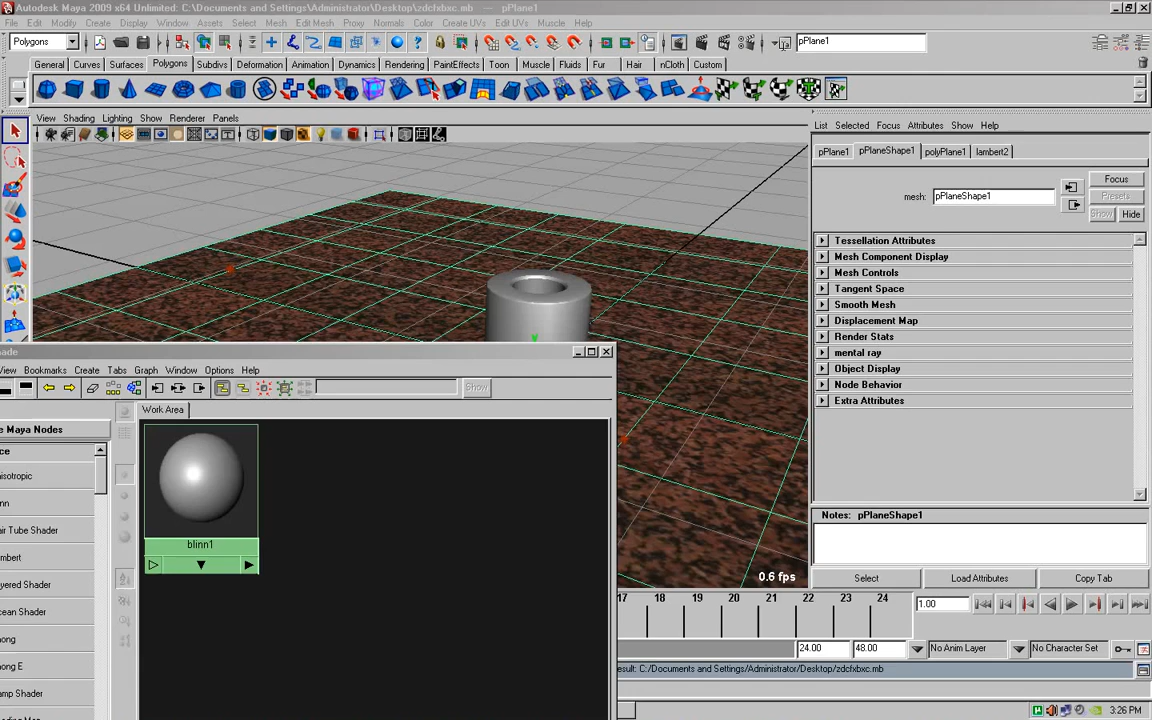 Autodesk Maya 2009 x64 Unlimited: C:\Documents and Settings\Administrator\Desktop\zdcfxbxc.mb --- pPlane1
File Edit Modify Create Display Window Assets Select Mesh Edit Mesh Proxy Normals Color Create UVs Edit UVs Muscle Help
Polygons
pPlane1
General Curves Surfaces Polygons Subdivs Deformation Animation Dynamics Rendering PaintEffects Toon Muscle Fluids Fur Hair nCloth Custom
View Shading Lighting Show Renderer Panels
List Selected Focus Attributes Show Help
pPlane1 pPlaneShape1 polyPlane1 lambert2
mesh: pPlaneShape1
Focus
Presets
Show Hide
Tessellation Attributes
Mesh Component Display
Mesh Controls
Tangent Space
Smooth Mesh
Displacement Map
Render Stats
mental ray
Object Display
Node Behavior
Extra Attributes
Notes: pPlaneShape1
Select Load Attributes Copy Tab
0.6 fps
ade
View Bookmarks Create Tabs Graph Window Options Help
Show
Work Area
e Maya Nodes
ce
isotropic
nn
air Tube Shader
mbert
ayered Shader
cean Shader
ong
ong E
amp Shader
blinn1
17 18 19 20 21 22 23 24
1.00
24.00 48.00 No Anim Layer No Character Set
esult: C:/Documents and Settings/Administrator/Desktop/zdcfxbxc.mb
3:26 PM